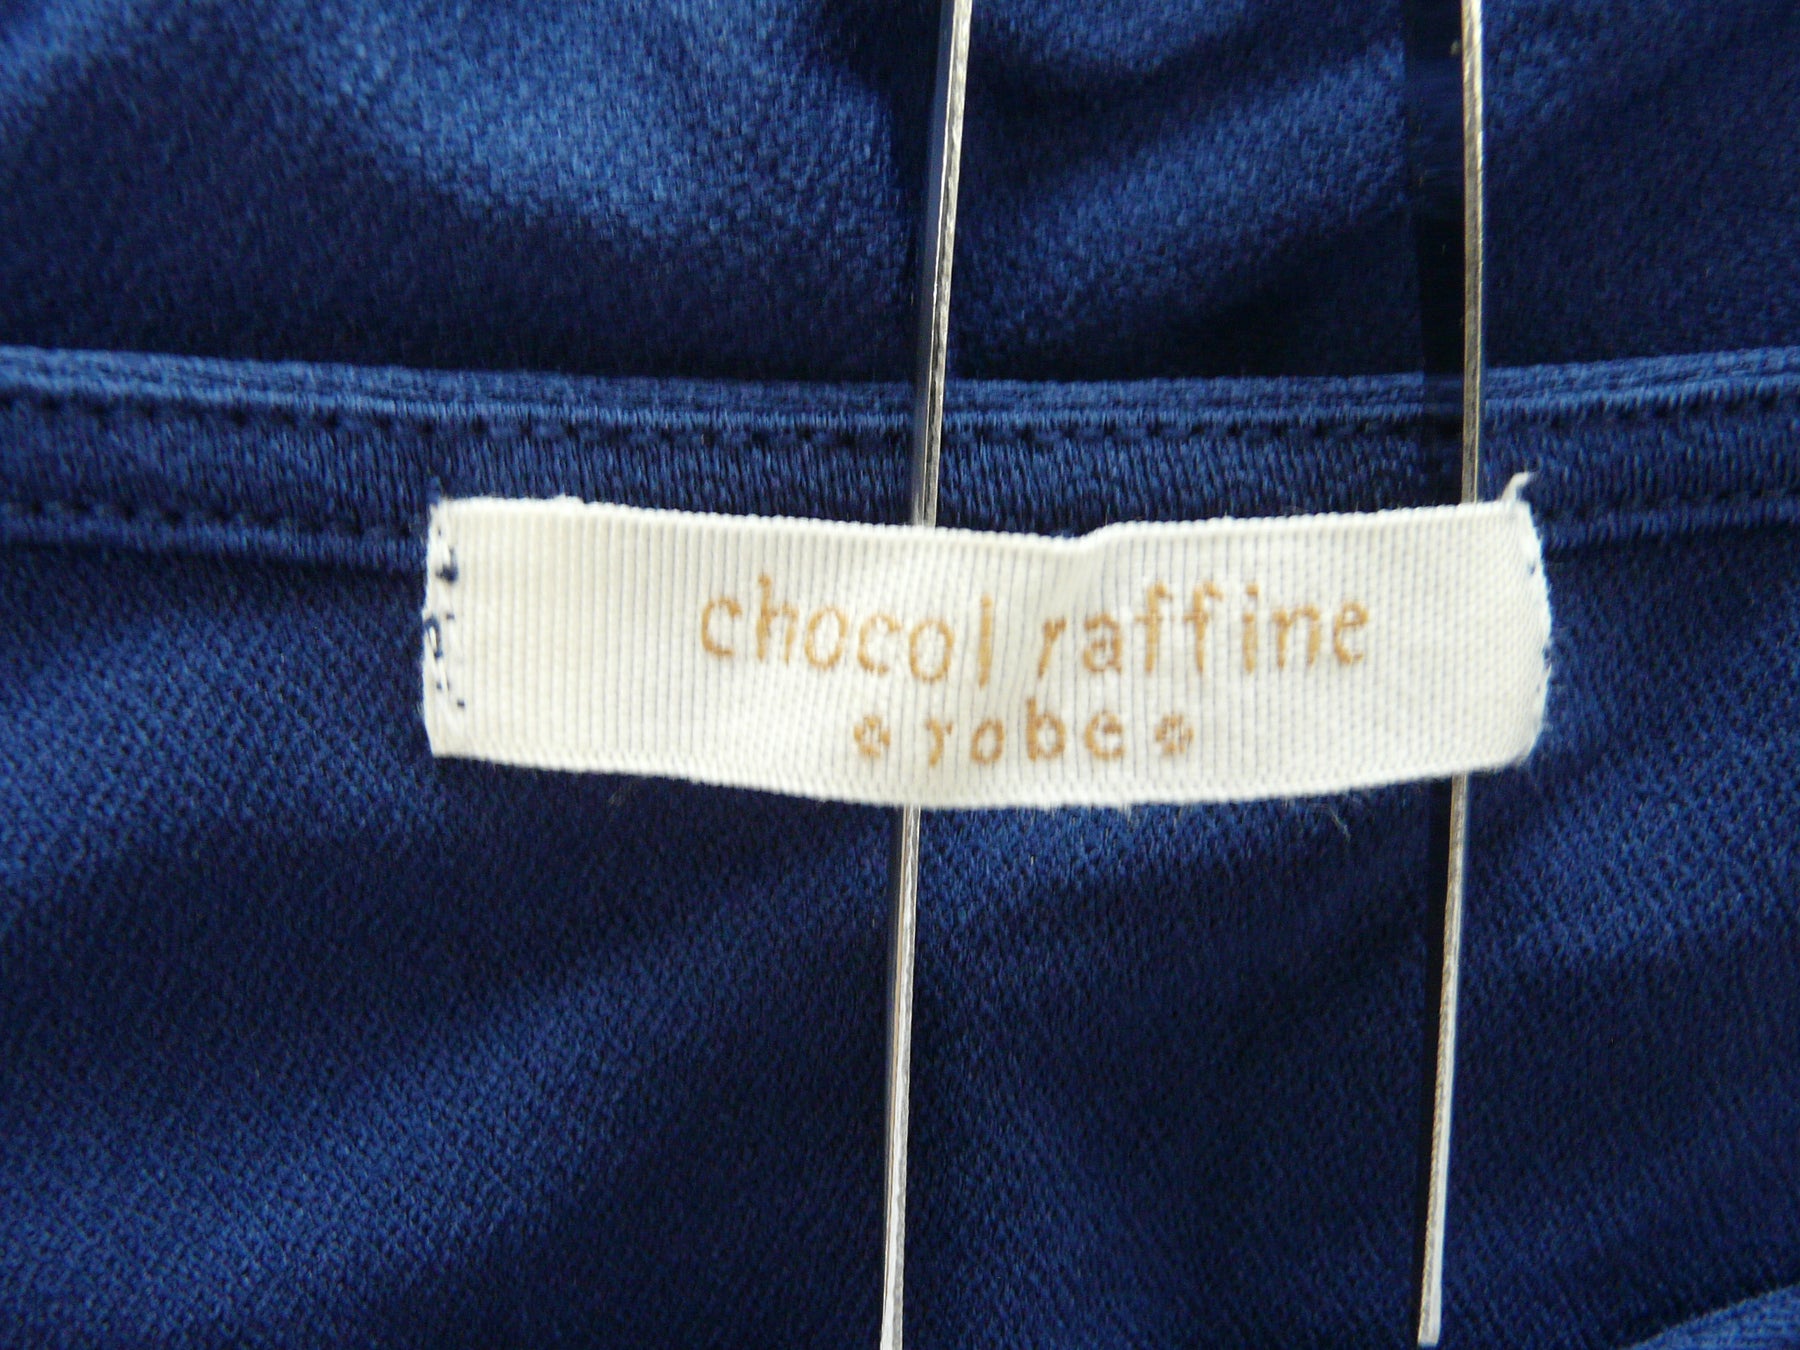 chocol raffine
robe